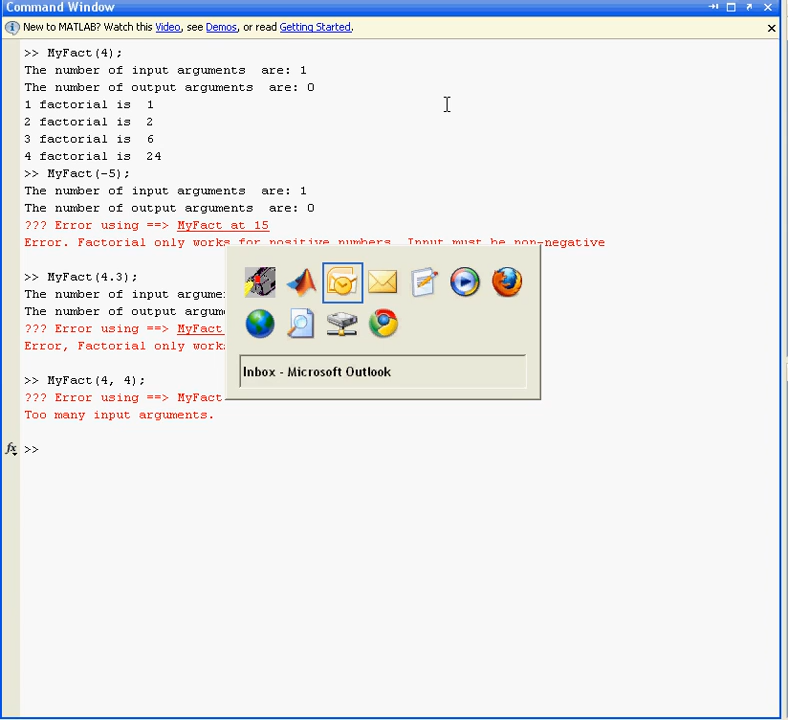 Command Window
New to MATLAB? Watch this Video, see Demos, or read Getting Started.
>> MyFact(4);
The number of input arguments  are: 1
The number of output arguments  are: 0
1 factorial is  1
2 factorial is  2
3 factorial is  6
4 factorial is  24
>> MyFact(-5);
The number of input arguments  are: 1
The number of output arguments  are: 0
??? Error using ==> MyFact at 15
Error. Factorial only works for positive numbers. Input must be non-negative
>> MyFact(4.3);
The number of input
The number of output
??? Error using ==> MyFact
Error, Factorial only
>> MyFact(4, 4);
??? Error using ==> MyFact
Too many input arguments.
fx >>
Inbox - Microsoft Outlook